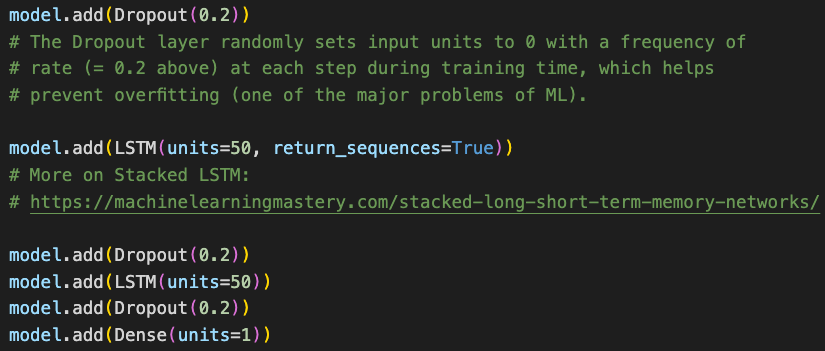 model.add(Dropout(0.2))
# The Dropout layer randomly sets input units to 0 with a frequency of
# rate (= 0.2 above) at each step during training time, which helps
# prevent overfitting (one of the major problems of ML).
model.add(LSTM(units=50, return_sequences=True))
# More on Stacked LSTM:
# https://machinelearningmastery.com/stacked-long-short-term-memory-networks/
model.add(Dropout(0.2))
model.add(LSTM(units=50))
model.add(Dropout(0.2))
model.add(Dense(units=1))